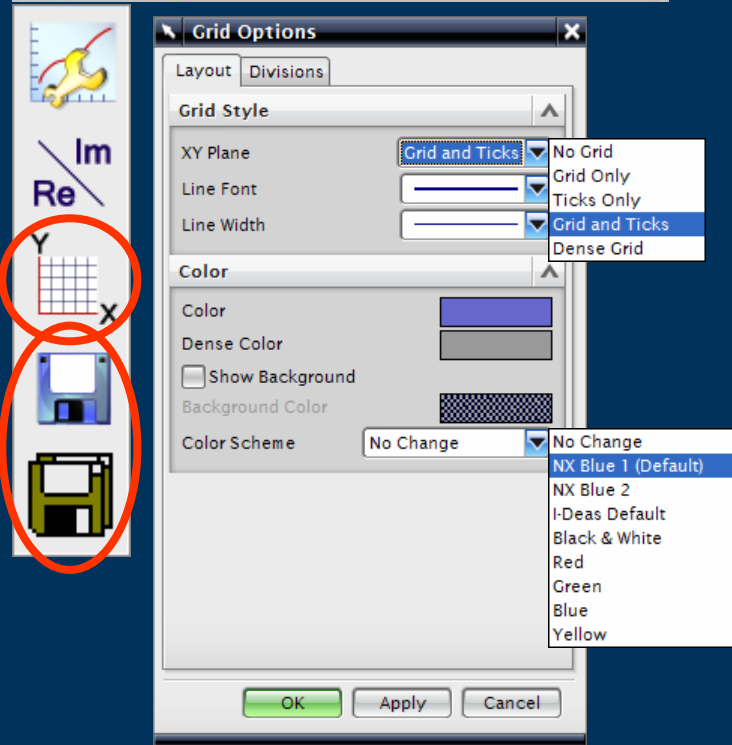 Im
Re
Y
X
Grid Options
Layout Divisions
Grid Style
XY Plane Grid and Ticks
Line Font
Line Width
No Grid
Grid Only
Ticks Only
Grid and Ticks
Dense Grid
Color
Color
Dense Color
Show Background
Background Color
Color Scheme No Change
No Change
NX Blue 1 (Default)
NX Blue 2
I-Deas Default
Black & White
Red
Green
Blue
Yellow
OK Apply Cancel